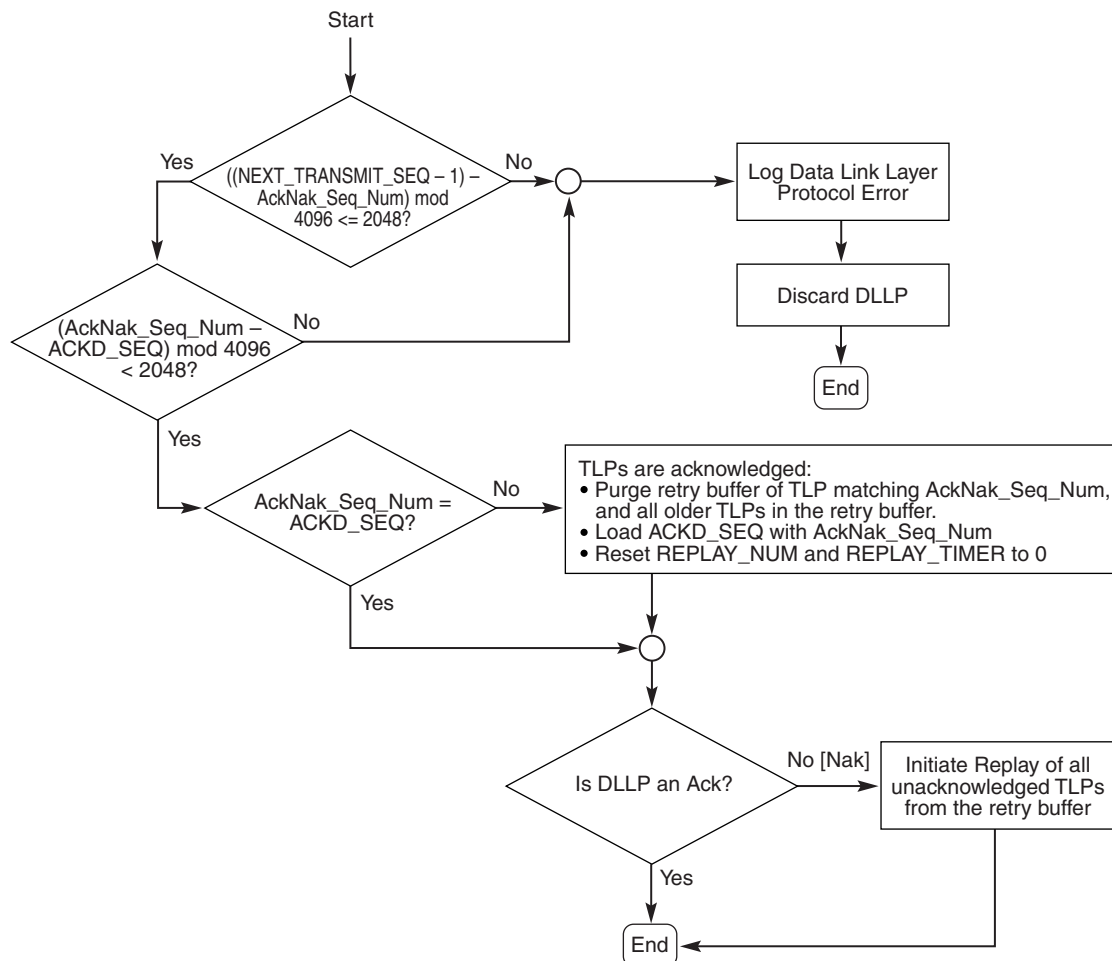 Start
Yes
((NEXT_TRANSMIT_SEQ – 1) –
AckNak_Seq_Num) mod
4096 <= 2048?
No
Log Data Link Layer
Protocol Error
Discard DLLP
End
(AckNak_Seq_Num –
ACKD_SEQ) mod 4096
< 2048?
No
Yes
AckNak_Seq_Num =
ACKD_SEQ?
No
Yes
TLPs are acknowledged:
• Purge retry buffer of TLP matching AckNak_Seq_Num,
and all older TLPs in the retry buffer.
• Load ACKD_SEQ with AckNak_Seq_Num
• Reset REPLAY_NUM and REPLAY_TIMER to 0
Is DLLP an Ack?
No [Nak]
Initiate Replay of all
unacknowledged TLPs
from the retry buffer
Yes
End